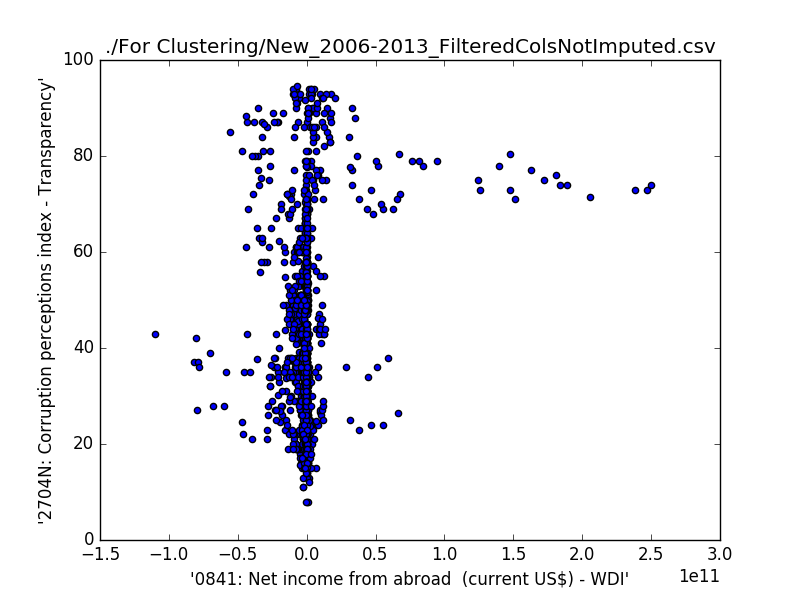 ./For Clustering/New_2006-2013_FilteredColsNotImputed.csv
'2704N: Corruption perceptions index - Transparency'
100
80
60
40
20
0
−1.5 −1.0 −0.5 0.0 0.5 1.0 1.5 2.0 2.5 3.0
1e11
'0841: Net income from abroad  (current US$) - WDI'